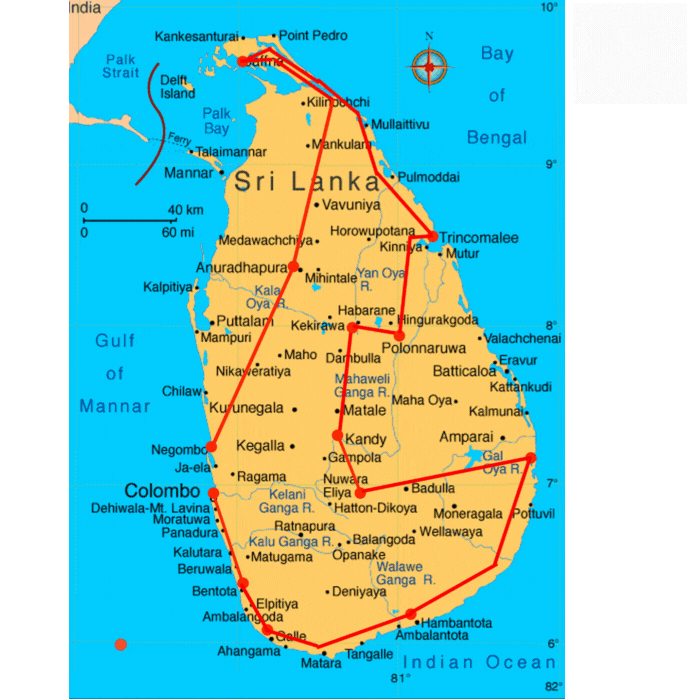 India
10°
Kankesanturai
Point Pedro
N
Palk
Strait
Jaffna
Bay
of
Bengal
Delft
Island
Kilinochchi
Palk
Bay
Mullaittivu
Ferry
Mankulam
Talaimannar
9°
Mannar
Sri Lanka
Pulmoddai
0 40 km
0 60 mi
Vavuniya
Horowupotana
Medawachchiya
Trincomalee
Kinniya
Mutur
Anuradhapura
Mihintale
Yan Oya
R.
Kalpitiya
Kala
Oya R.
Habarane
Puttalam
Kekirawa
Hingurakgoda
8°
Mampuri
Gulf
of
Mannar
Valachchenai
Polonnaruwa
Maho
Dambulla
Eravur
Nikaweratiya
Batticaloa
Mahaweli
Ganga R.
Kattankudi
Chilaw
Maha Oya
Kurunegala
Matale
Kalmunai
Kandy
Amparai
Negombo
Kegalla
Gampola
Gal
Oya R.
Ja-ela
Ragama
Nuwara
Eliya
7°
Colombo
Kelani
Ganga R.
Badulla
Dehiwala-Mt. Lavinia
Hatton-Dikoya
Moneragala
Pottuvil
Moratuwa
Ratnapura
Panadura
Wellawaya
Kalu Ganga R.
Balangoda
Kalutara
Matugama
Opanake
Beruwala
Walawe
Ganga R.
Bentota
Deniyaya
Elpitiya
Ambalangoda
Hambantota
Galle
Ambalantota
6°
Ahangama
Tangalle
Matara
Indian Ocean
81°
82°